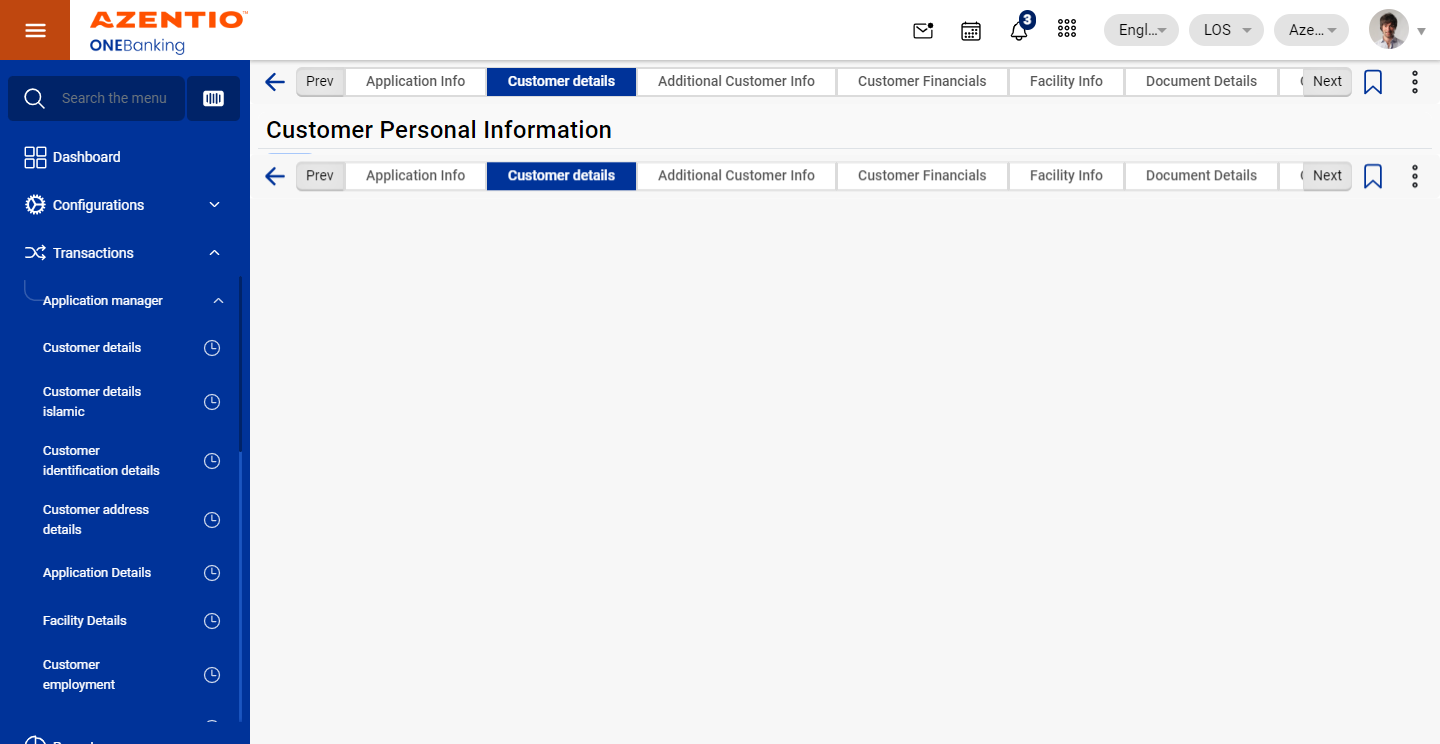 AZENTIO™
ONEBanking
3
Engl...
LOS
Aze...
Search the menu
Dashboard
Configurations
Transactions
Application manager
Customer details
Customer details
islamic
Customer
identification details
Customer address
details
Application Details
Facility Details
Customer
employment
Prev
Application Info
Customer details
Additional Customer Info
Customer Financials
Facility Info
Document Details
Next
Customer Personal Information
Prev
Application Info
Customer details
Additional Customer Info
Customer Financials
Facility Info
Document Details
Next